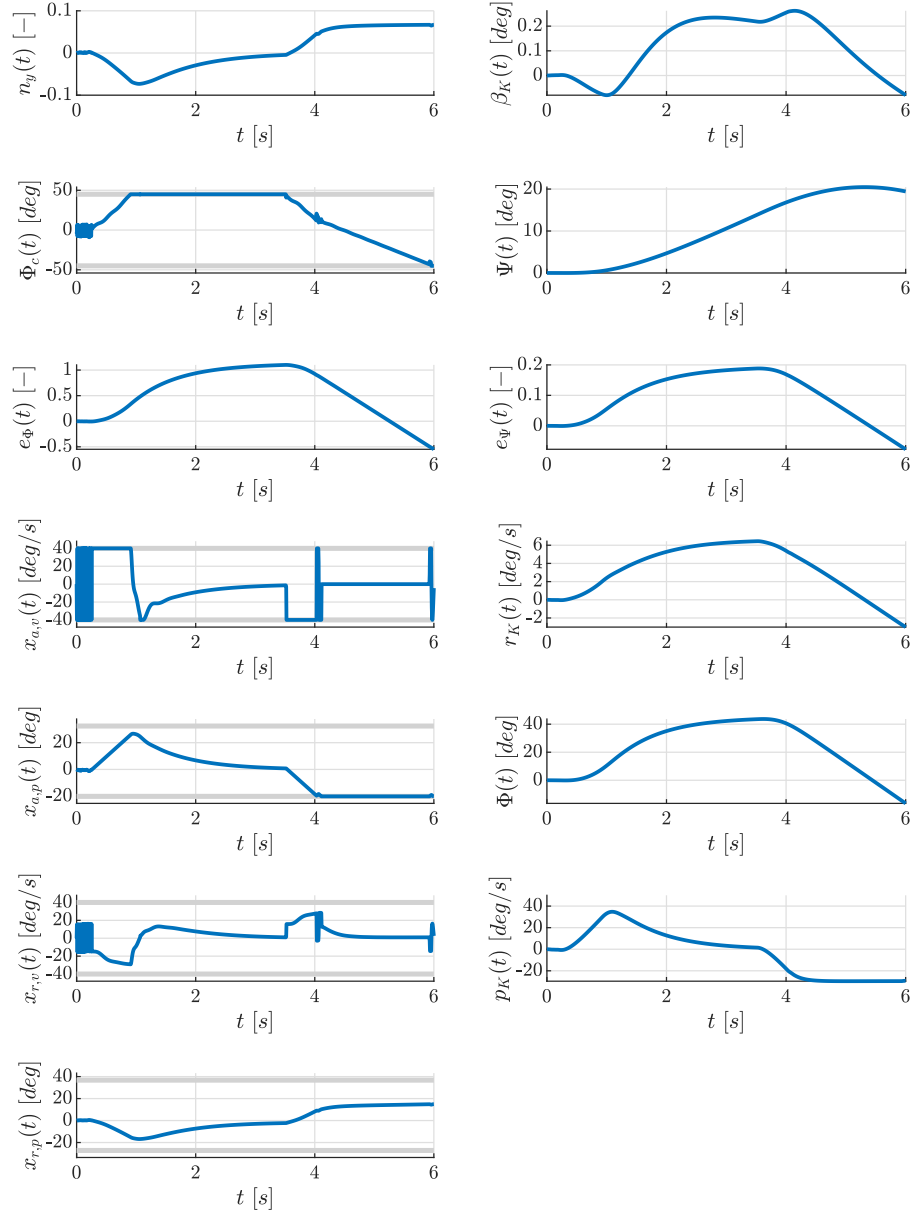 n_y(t) [−]
0.1
0
-0.1
0 2 4 6
t [s]
β_K(t) [deg]
0.2
0
0 2 4 6
t [s]
Φ_c(t) [deg]
50
0
-50
0 2 4 6
t [s]
Ψ(t) [deg]
20
10
0
0 2 4 6
t [s]
e_Φ(t) [−]
1
0
-0.5
0 2 4 6
t [s]
e_Ψ(t) [−]
0.2
0
0 2 4 6
t [s]
x_{a,v}(t) [deg/s]
40
20
0
-20
-40
0 2 4 6
t [s]
r_K(t) [deg/s]
6
4
2
0
-2
0 2 4 6
t [s]
x_{a,p}(t) [deg]
20
0
-20
0 2 4 6
t [s]
Φ(t) [deg]
40
20
0
0 2 4 6
t [s]
x_{r,v}(t) [deg/s]
40
20
0
-20
-40
0 2 4 6
t [s]
p_K(t) [deg/s]
40
20
0
-20
0 2 4 6
t [s]
x_{r,p}(t) [deg]
40
20
0
-20
0 2 4 6
t [s]